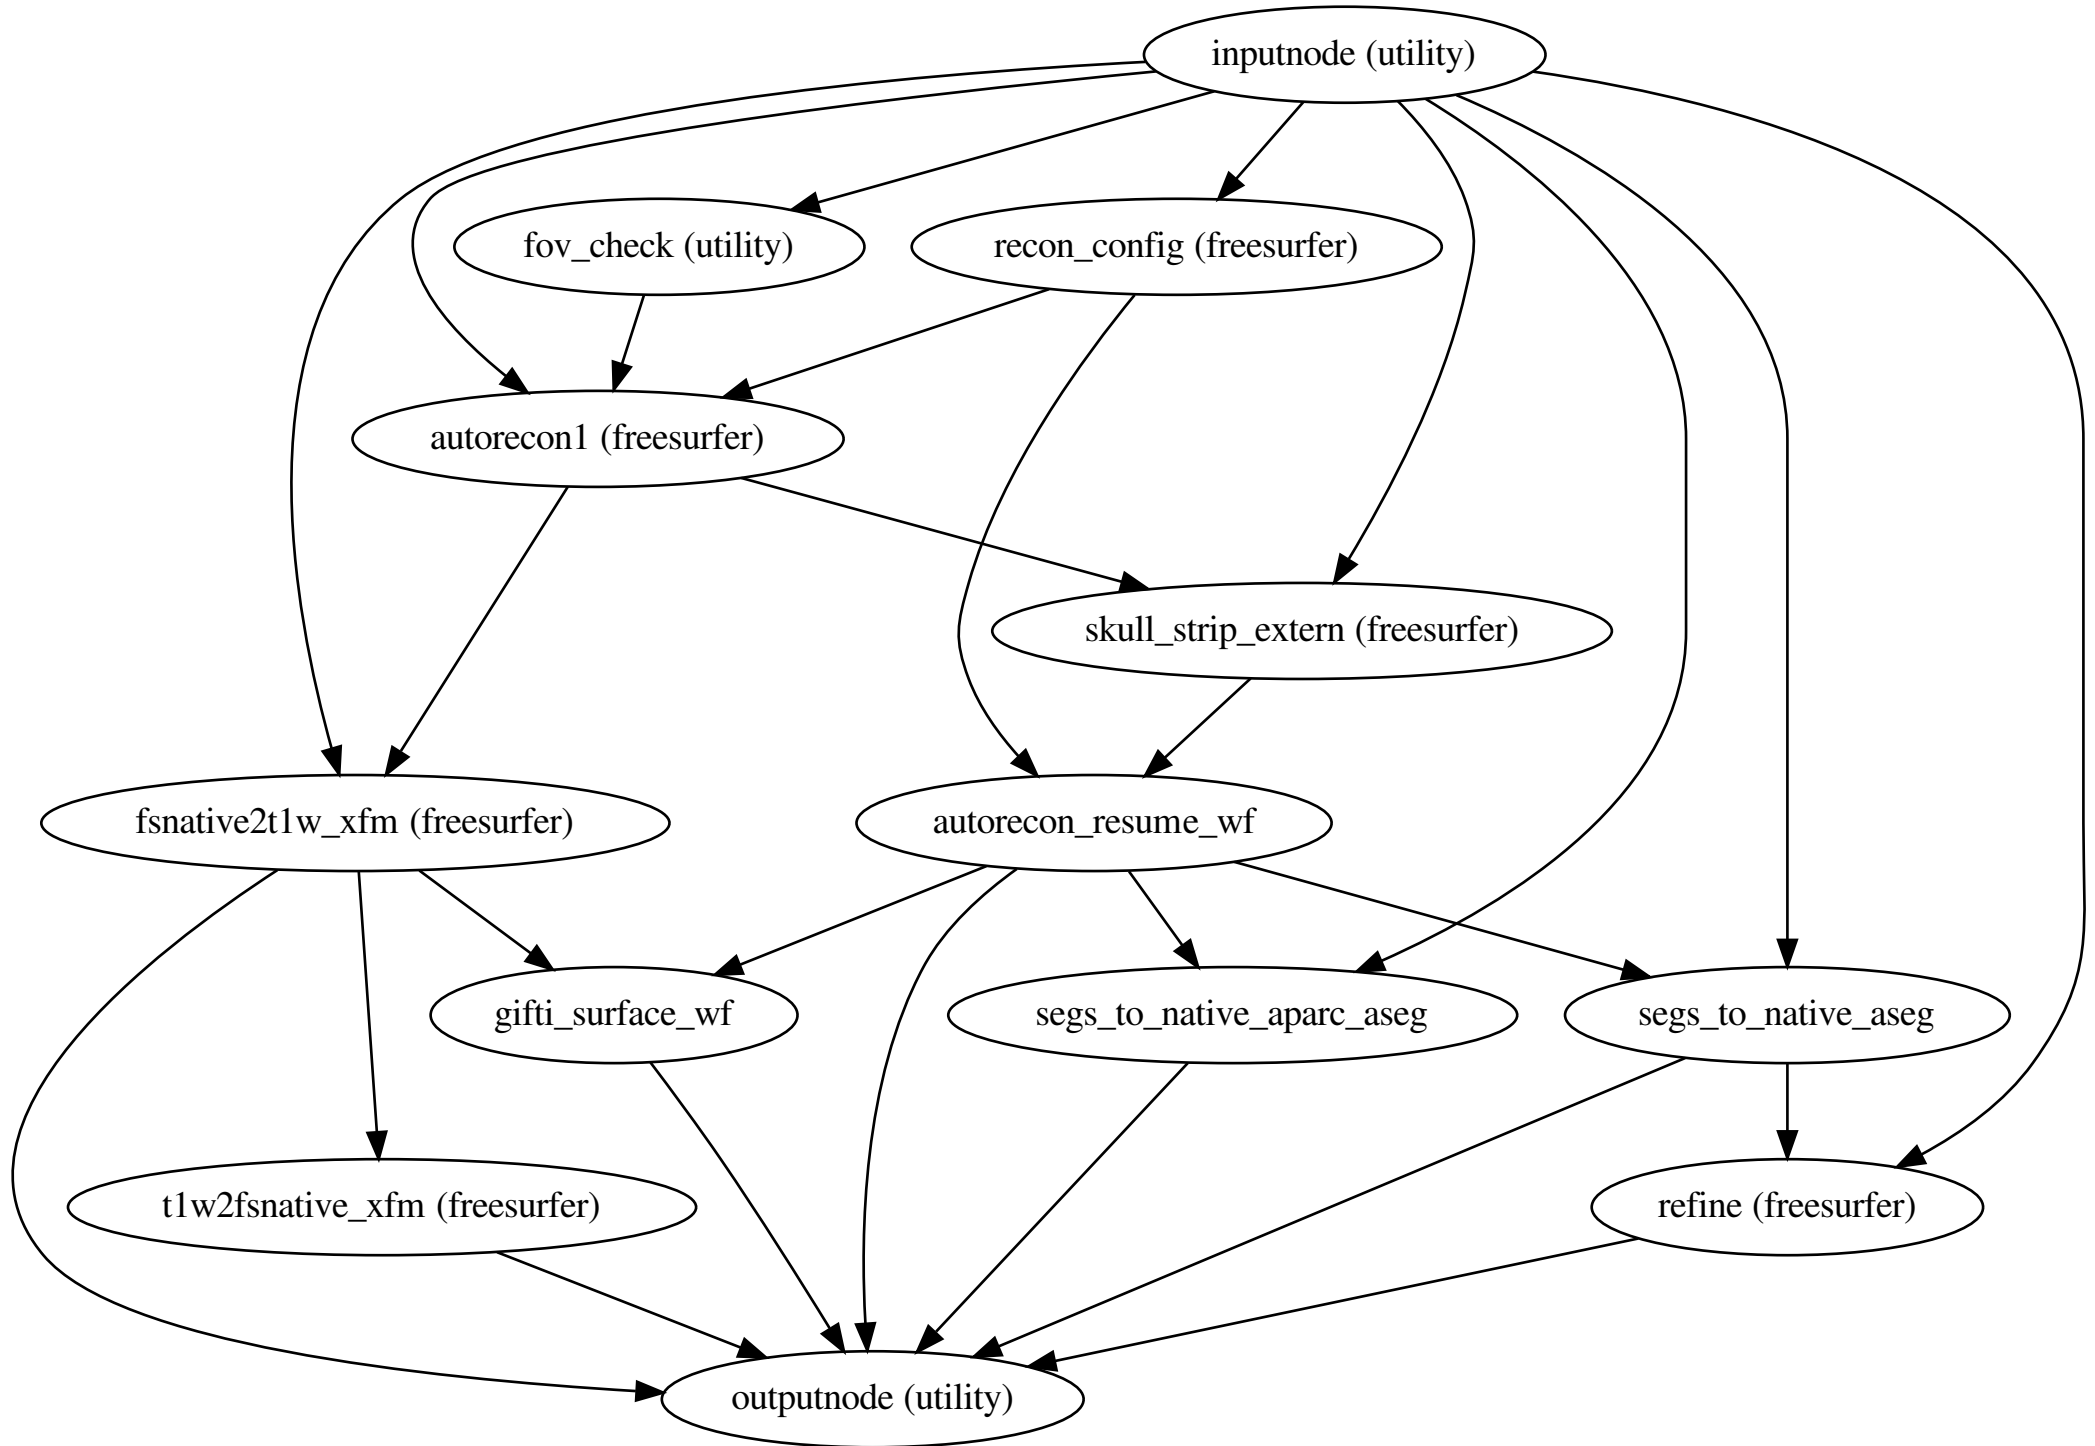 inputnode (utility)
fov_check (utility)
recon_config (freesurfer)
autorecon1 (freesurfer)
skull_strip_extern (freesurfer)
fsnative2t1w_xfm (freesurfer)
autorecon_resume_wf
gifti_surface_wf
segs_to_native_aparc_aseg
segs_to_native_aseg
t1w2fsnative_xfm (freesurfer)
refine (freesurfer)
outputnode (utility)